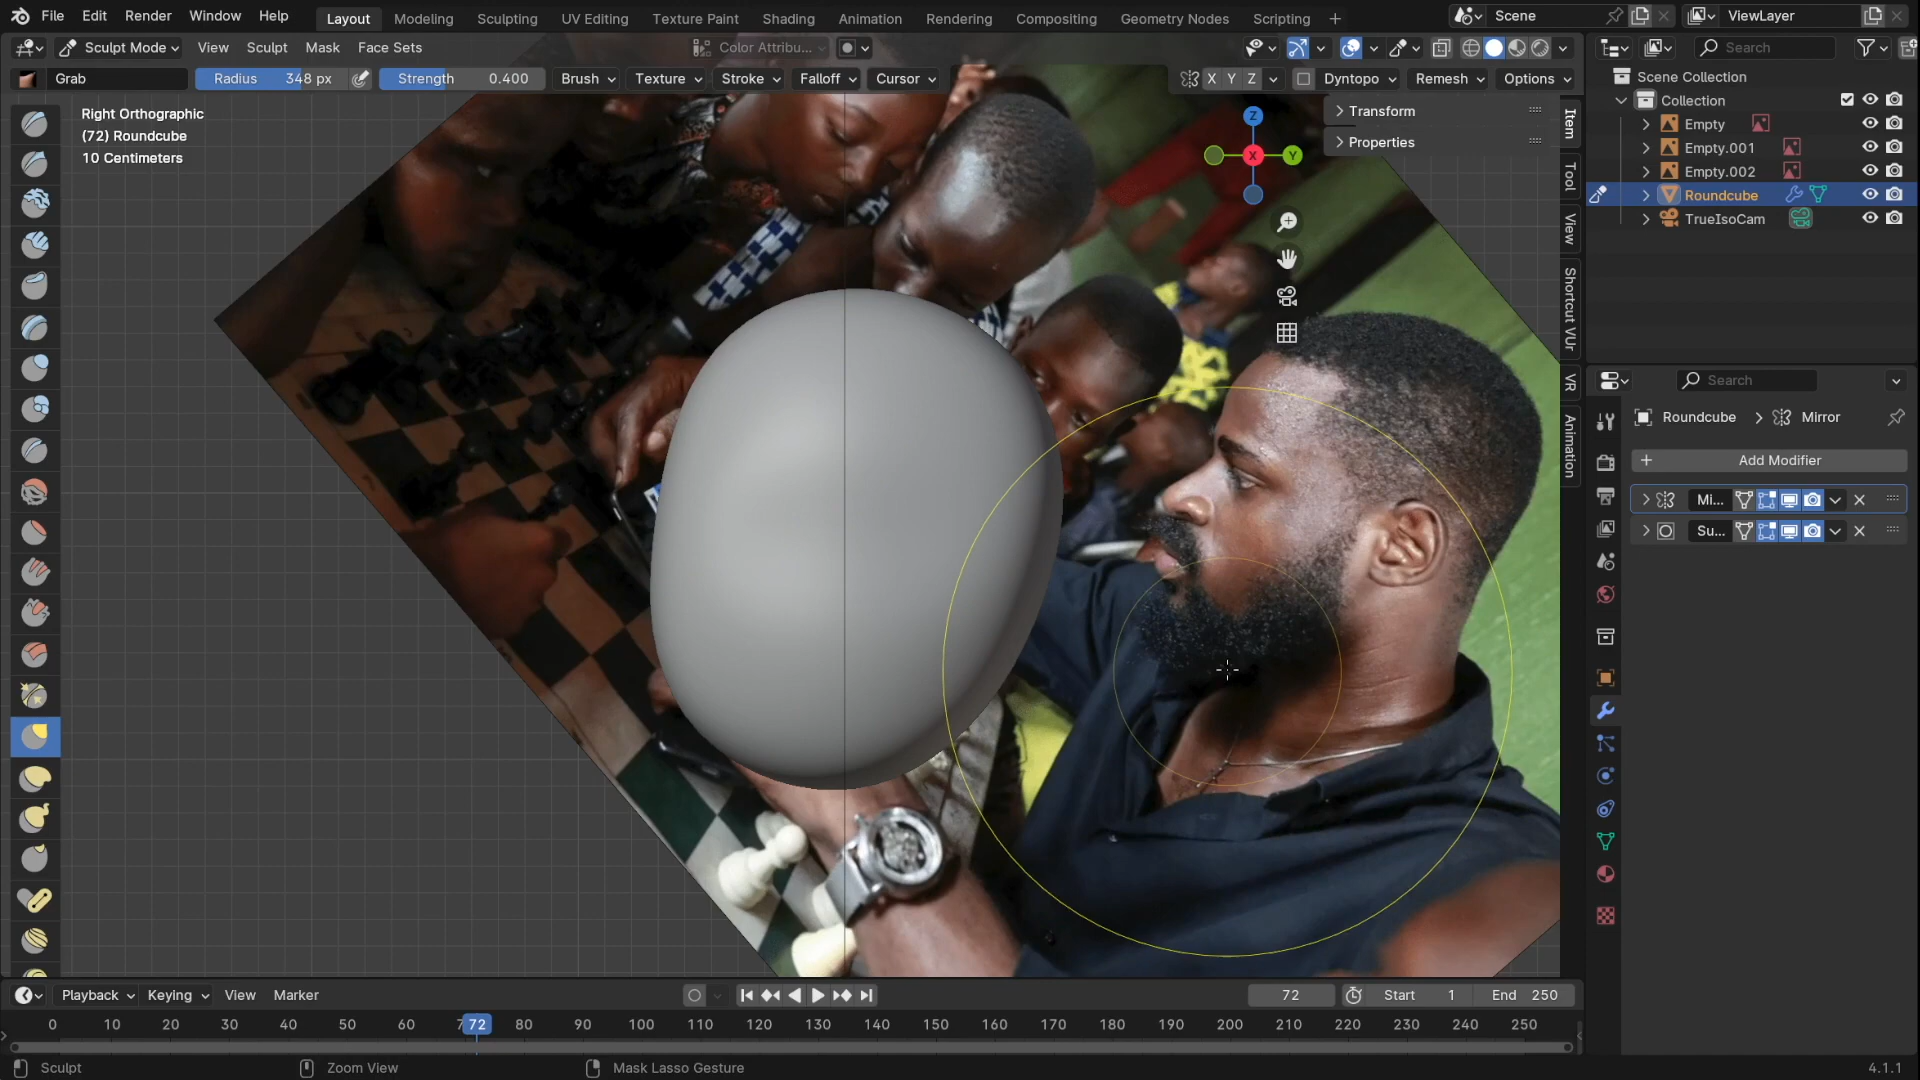 File Edit Render Window Help Layout Modeling Sculpting UV Editing Texture Paint Shading Animation Rendering Compositing Geometry Nodes Scripting + Scene ViewLayer
Sculpt Mode View Sculpt Mask Face Sets Color Attribu... Search
Grab Radius 348 px Strength 0.400 Brush Texture Stroke Falloff Cursor X Y Z Dyntopo Remesh Options
Scene Collection
Collection
Empty
Empty.001
Empty.002
Roundcube
TrueIsoCam
Right Orthographic
(72) Roundcube
10 Centimeters
Z
X
Y
Transform
Properties
Item
Tool
View
Shortcut VUr
VR
Animation
Search
Roundcube > Mirror
+ Add Modifier
Mi...
Su...
Playback Keying View Marker 72 Start 1 End 250
0 10 20 30 40 50 60 72 80 90 100 110 120 130 140 150 160 170 180 190 200 210 220 230 240 250
Sculpt Zoom View Mask Lasso Gesture 4.1.1